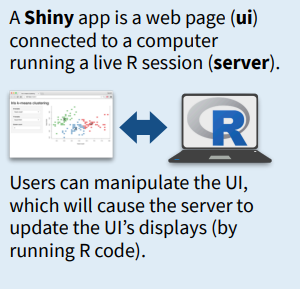 A Shiny app is a web page (ui)
connected to a computer
running a live R session (server).
R
Users can manipulate the UI,
which will cause the server to
update the UI’s displays (by
running R code).